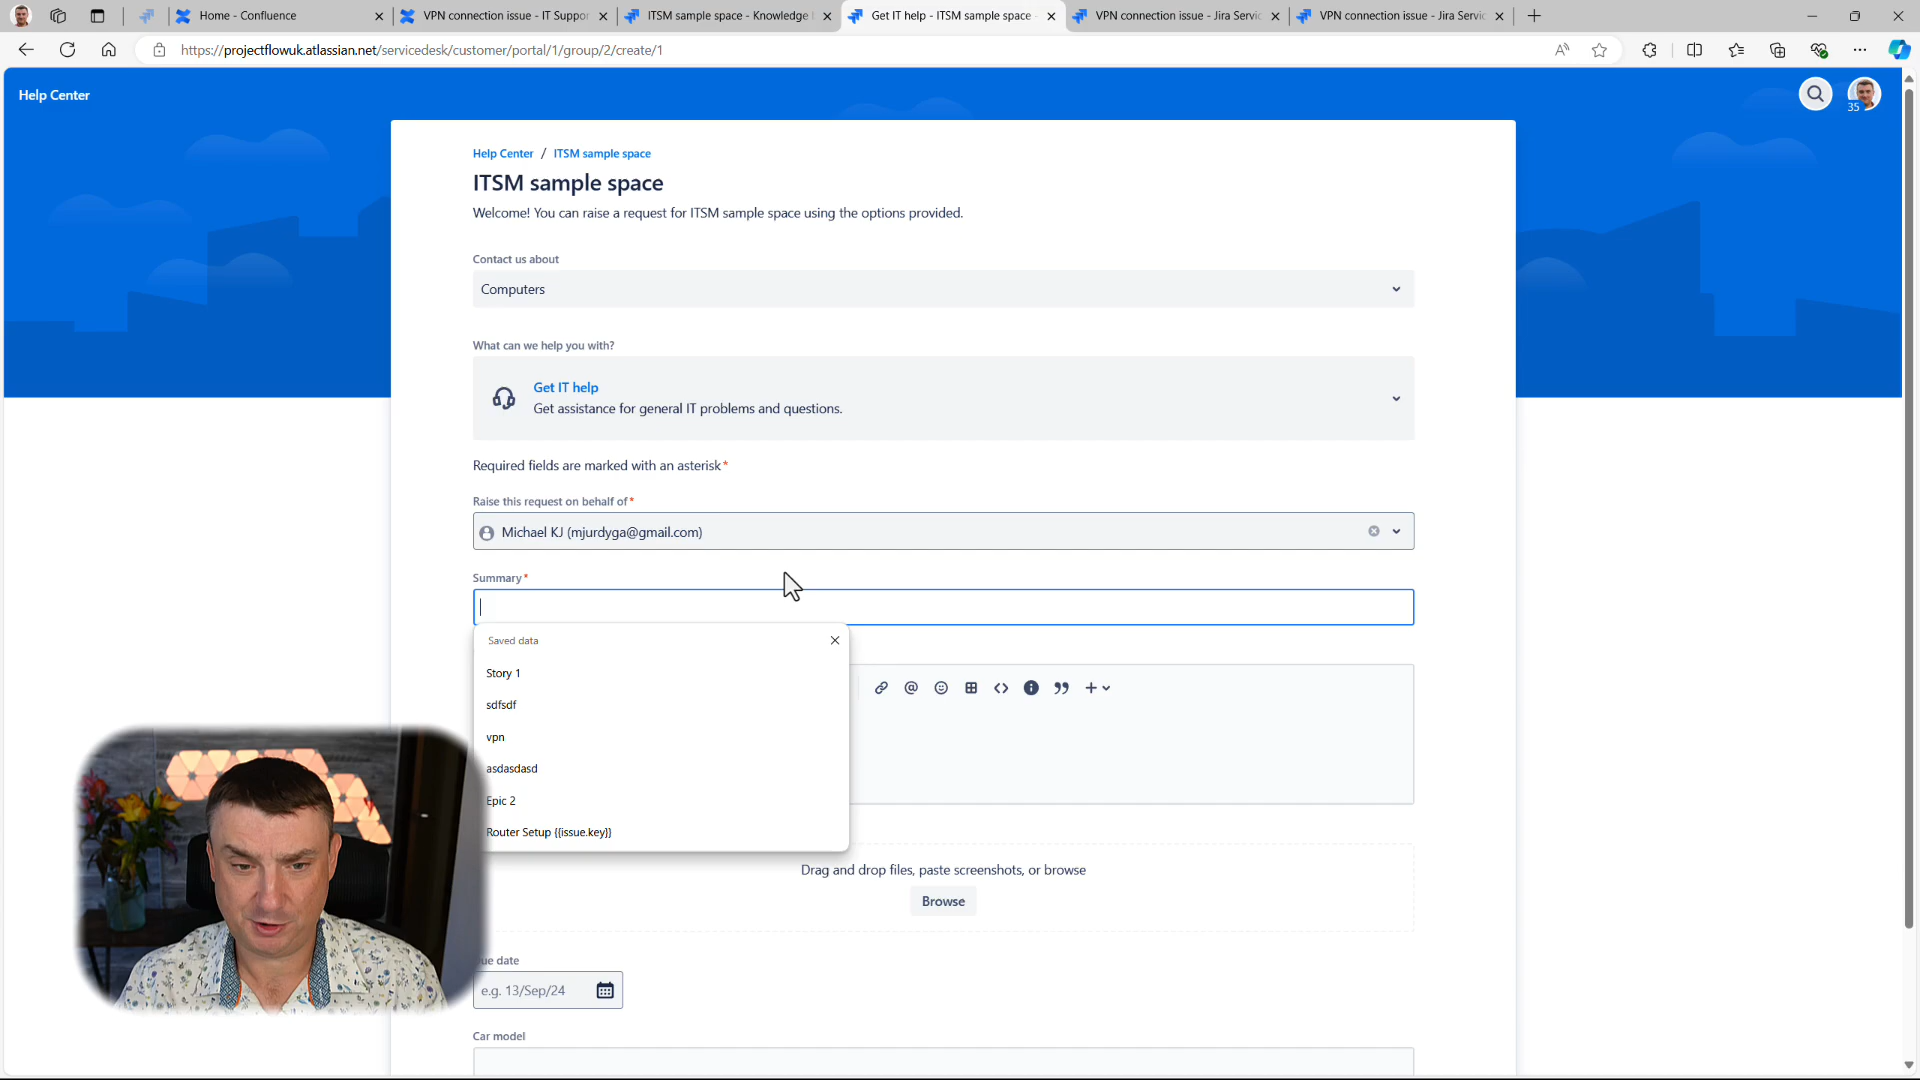 Home - Confluence
VPN connection issue - IT Suppor
ITSM sample space - Knowledge
Get IT help - ITSM sample space -
VPN connection issue - Jira Servic
VPN connection issue - Jira Servic
https://projectflowuk.atlassian.net/servicedesk/customer/portal/1/group/2/create/1
Help Center
35
Help Center / ITSM sample space
ITSM sample space
Welcome! You can raise a request for ITSM sample space using the options provided.
Contact us about
Computers
What can we help you with?
Get IT help
Get assistance for general IT problems and questions.
Required fields are marked with an asterisk*
Raise this request on behalf of*
Michael KJ (mjurdyga@gmail.com)
Summary*
Saved data
Story 1
sdfsdf
vpn
asdasdasd
Epic 2
Router Setup {{issue.key}}
Drag and drop files, paste screenshots, or browse
Browse
ue date
e.g. 13/Sep/24
Car model